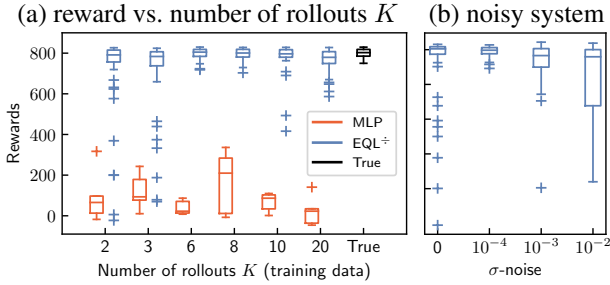 (a) reward vs. number of rollouts K
(b) noisy system
800
600
400
200
0
Rewards
MLP
EQL÷
True
2 3 6 8 10 20 True
Number of rollouts K (training data)
0 10⁻⁴ 10⁻³ 10⁻²
σ-noise